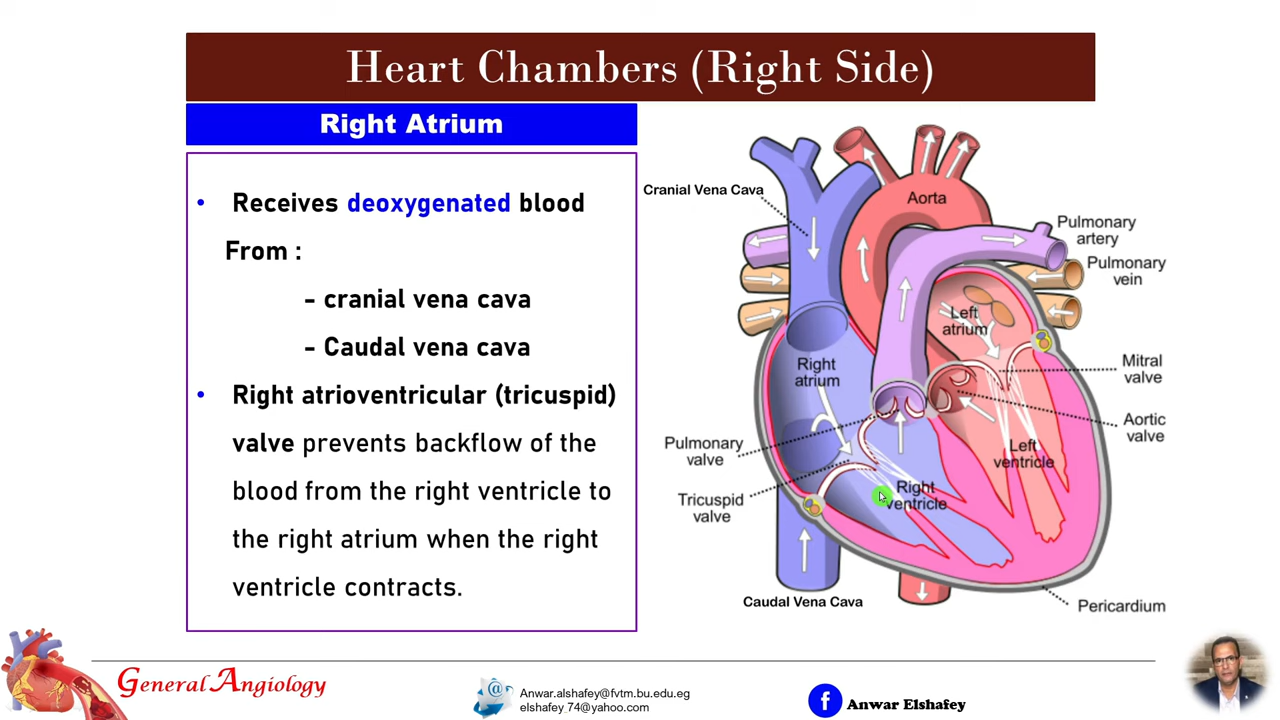 Heart Chambers (Right Side)
Right Atrium
• Receives deoxygenated blood
From :
- cranial vena cava
- Caudal vena cava
• Right atrioventricular (tricuspid)
valve prevents backflow of the
blood from the right ventricle to
the right atrium when the right
ventricle contracts.
Cranial Vena Cava
Aorta
Pulmonary
artery
Pulmonary
vein
Left
atrium
Right
atrium
Mitral
valve
Aortic
valve
Pulmonary
valve
Left
ventricle
Tricuspid
valve
Right
ventricle
Caudal Vena Cava
Pericardium
General Angiology
Anwar.alshafey@fvtm.bu.edu.eg
elshafey_74@yahoo.com
f
Anwar Elshafey